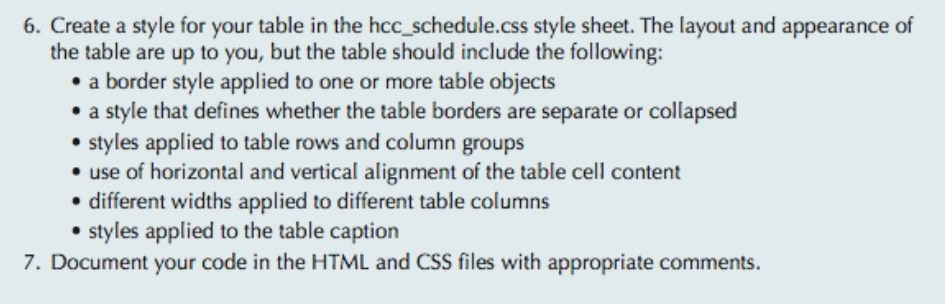 6. Create a style for your table in the hcc_schedule.css style sheet. The layout and appearance of
the table are up to you, but the table should include the following:
• a border style applied to one or more table objects
• a style that defines whether the table borders are separate or collapsed
• styles applied to table rows and column groups
• use of horizontal and vertical alignment of the table cell content
• different widths applied to different table columns
• styles applied to the table caption
7. Document your code in the HTML and CSS files with appropriate comments.